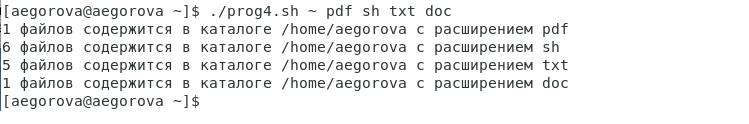 [aegorova@aegorova ~]$ ./prog4.sh ~ pdf sh txt doc
1 файлов содержится в каталоге /home/aegorova с расширением pdf
6 файлов содержится в каталоге /home/aegorova с расширением sh
5 файлов содержится в каталоге /home/aegorova с расширением txt
1 файлов содержится в каталоге /home/aegorova с расширением doc
[aegorova@aegorova ~]$